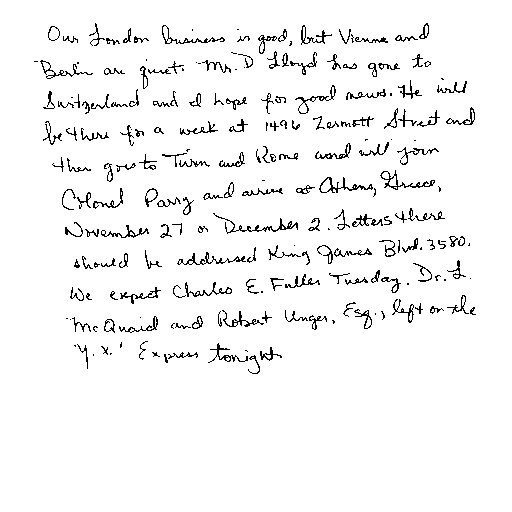 Our London business is good, but Vienna and
Berlin are quiet. Mr. D Lloyd has gone to
Switzerland and I hope for good news. He will
be there for a week at 1496 Zermott Street and
then goes to Turin and Rome and will join
Colonel Parry and arrive at Athens, Greece,
November 27 or December 2. Letters there
should be addressed King James Blvd. 3580.
We expect Charles E. Fuller Tuesday. Dr. L.
McQuaid and Robert Unger, Esq., left on the
'Y.X.' Express tonight